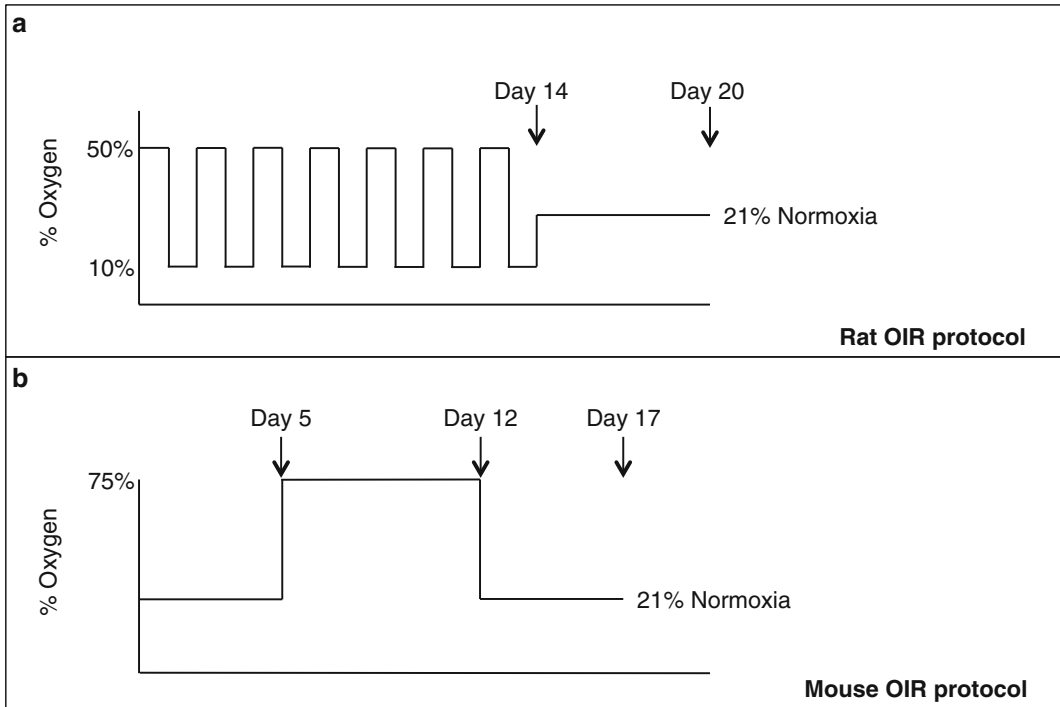 a
Day 14 Day 20
50%
% Oxygen
21% Normoxia
10%
Rat OIR protocol
b
Day 5 Day 12 Day 17
75%
% Oxygen
21% Normoxia
Mouse OIR protocol